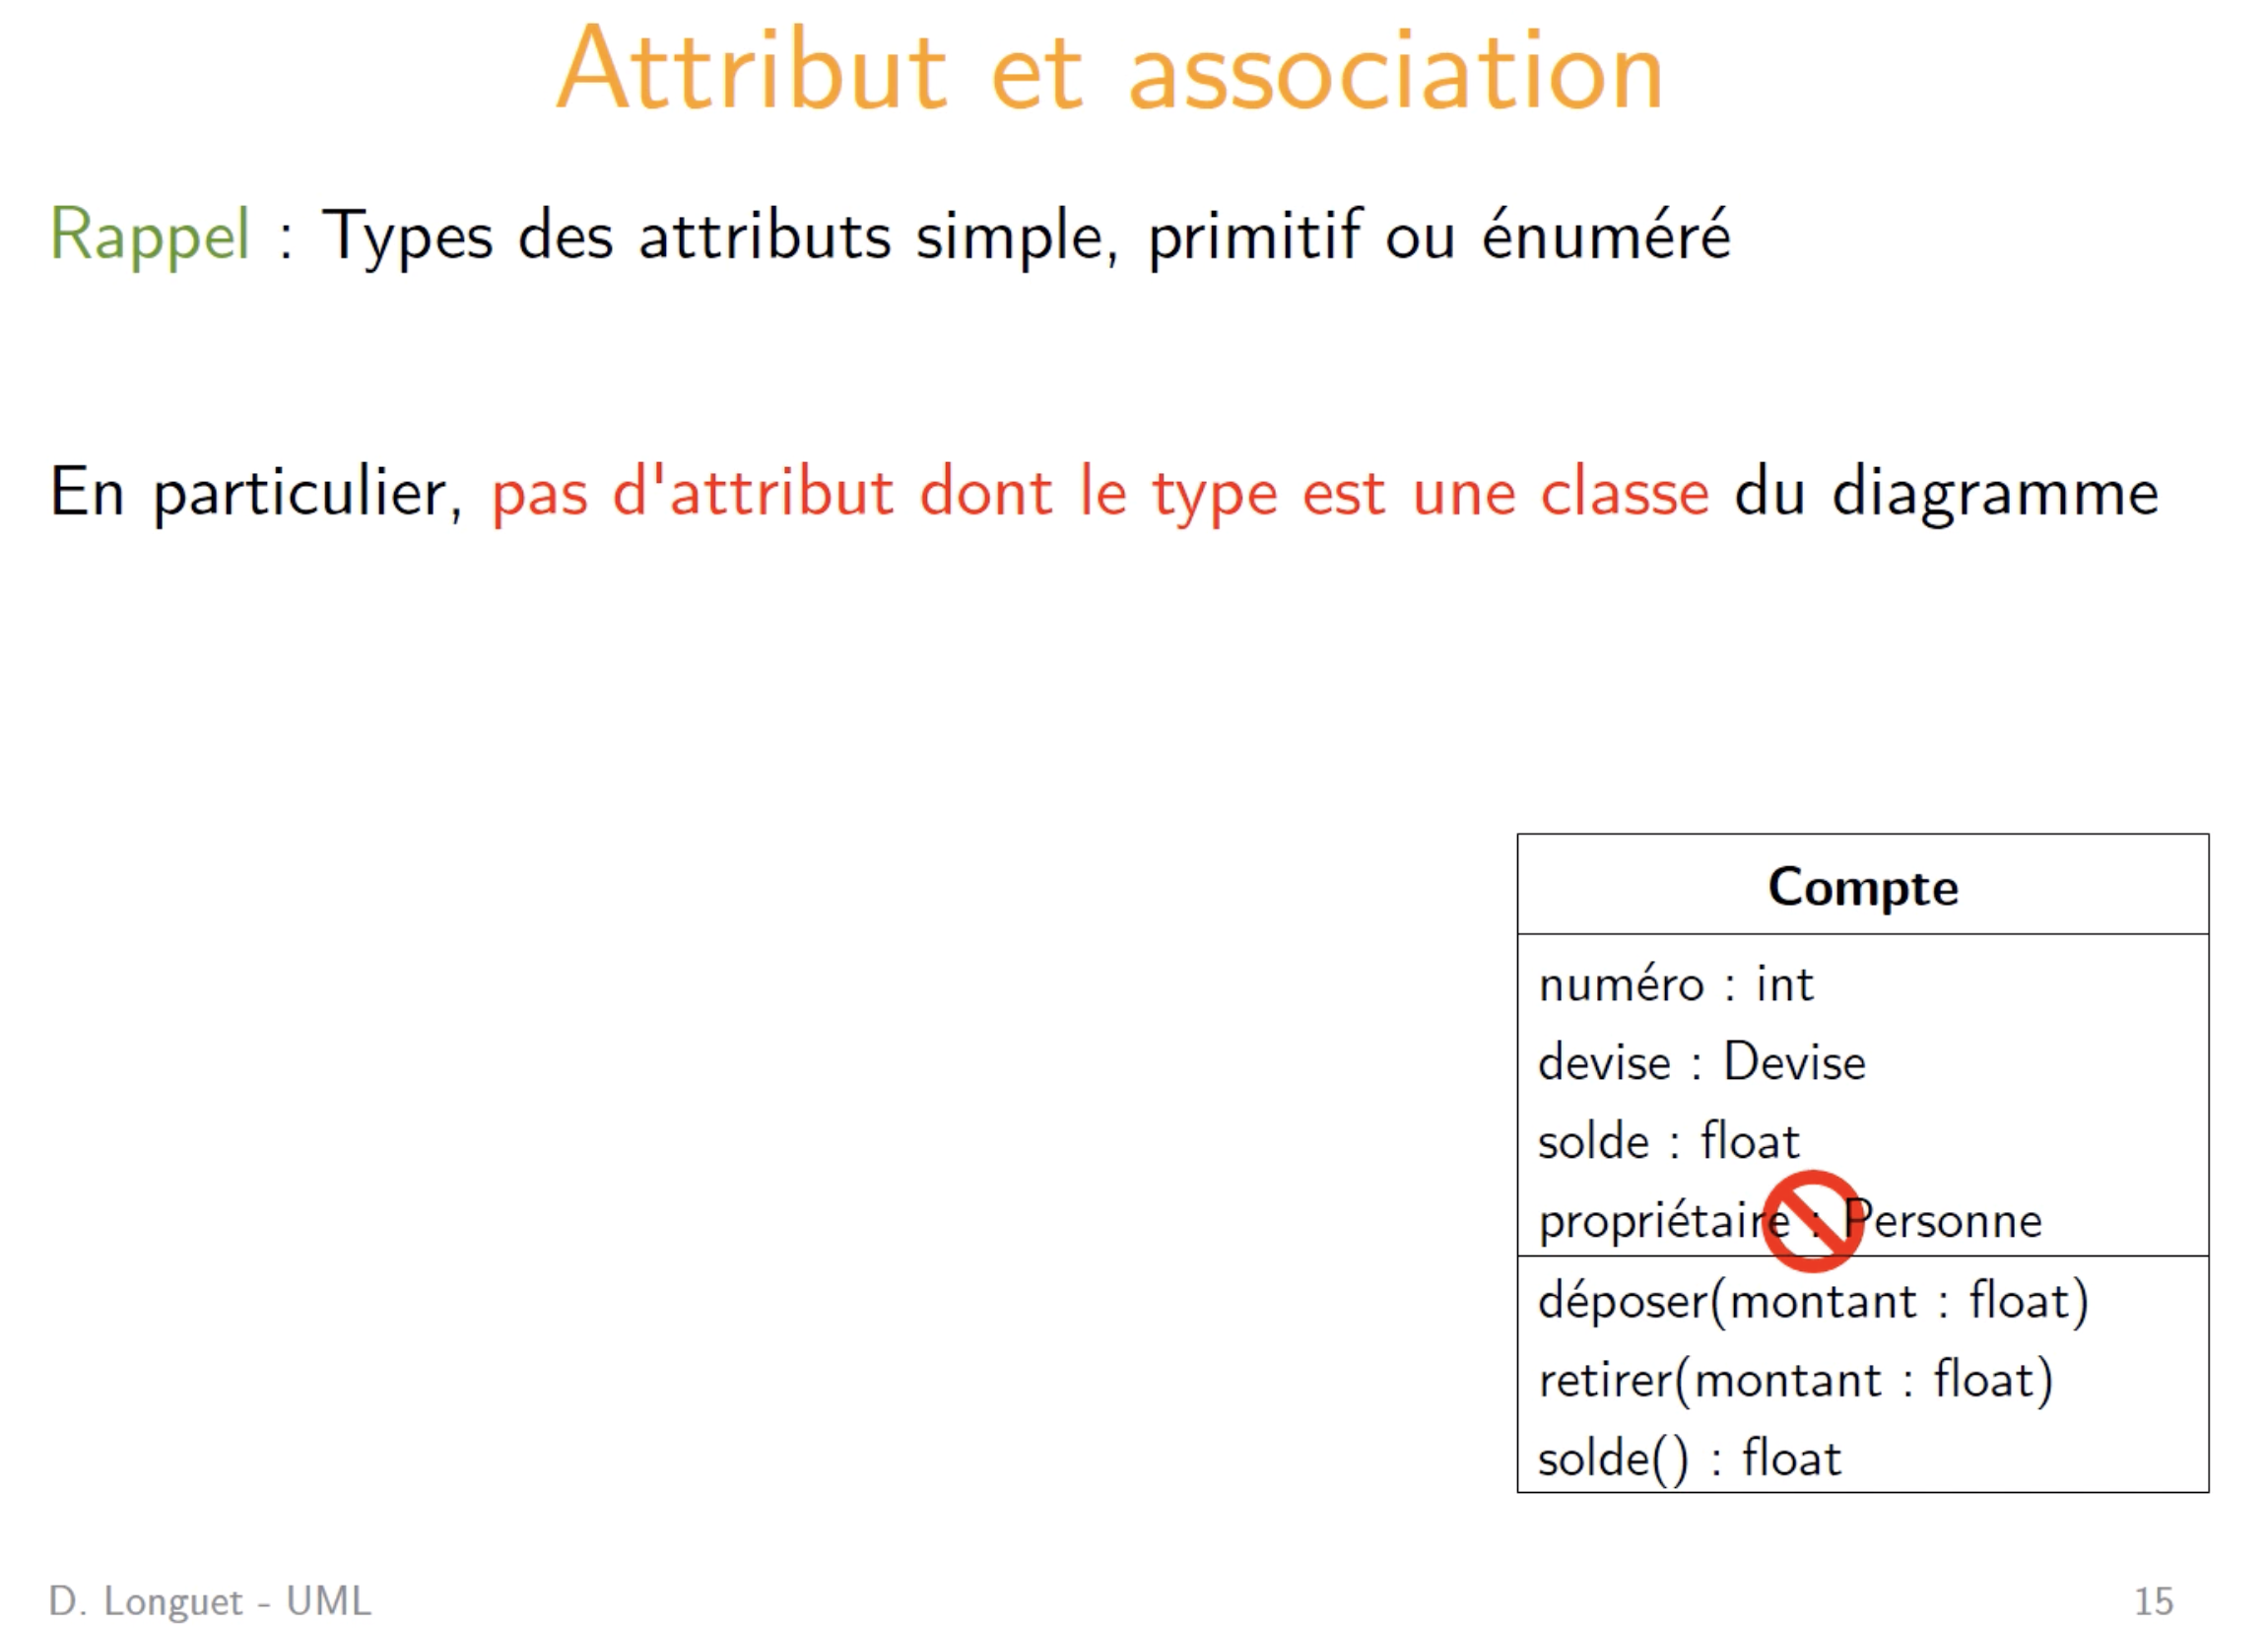 Attribut et association
Rappel : Types des attributs simple, primitif ou énuméré
En particulier, pas d'attribut dont le type est une classe du diagramme
Compte
numéro : int
devise : Devise
solde : float
propriétaire : Personne
déposer(montant : float)
retirer(montant : float)
solde() : float
D. Longuet - UML
15